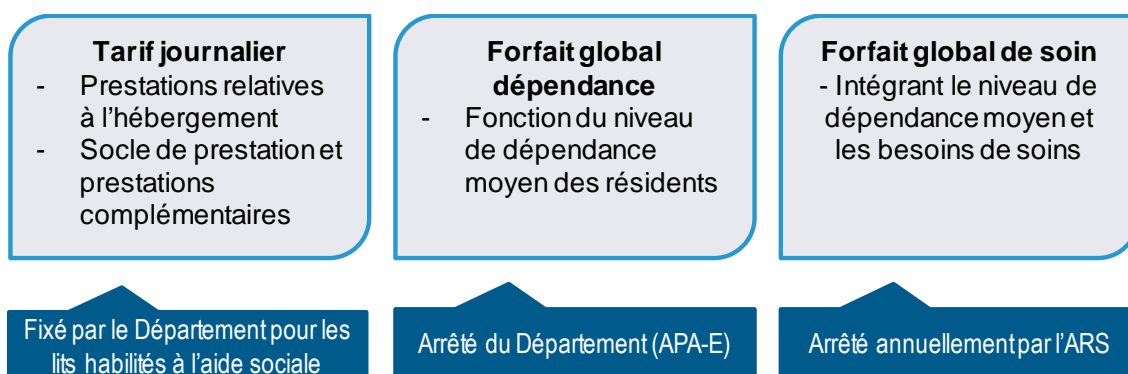 Tarif journalier
- Prestations relatives
à l'hébergement
- Socle de prestation et
prestations
complémentaires
Fixé par le Département pour les
lits habilités à l'aide sociale
Forfait global
dépendance
- Fonction du niveau
de dépendance
moyen des résidents
Arrêté du Département (APA-E)
Forfait global de soin
- Intégrant le niveau de
dépendance moyen et
les besoins de soins
Arrêté annuellement par l'ARS